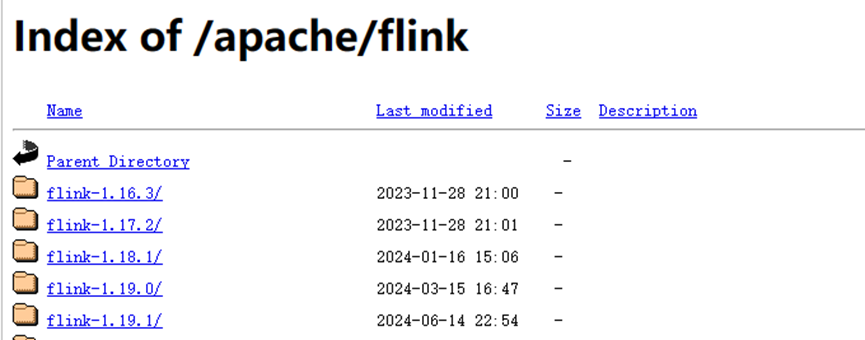 Index of /apache/flink
Name Last modified Size Description
Parent Directory -
flink-1.16.3/ 2023-11-28 21:00 -
flink-1.17.2/ 2023-11-28 21:01 -
flink-1.18.1/ 2024-01-16 15:06 -
flink-1.19.0/ 2024-03-15 16:47 -
flink-1.19.1/ 2024-06-14 22:54 -